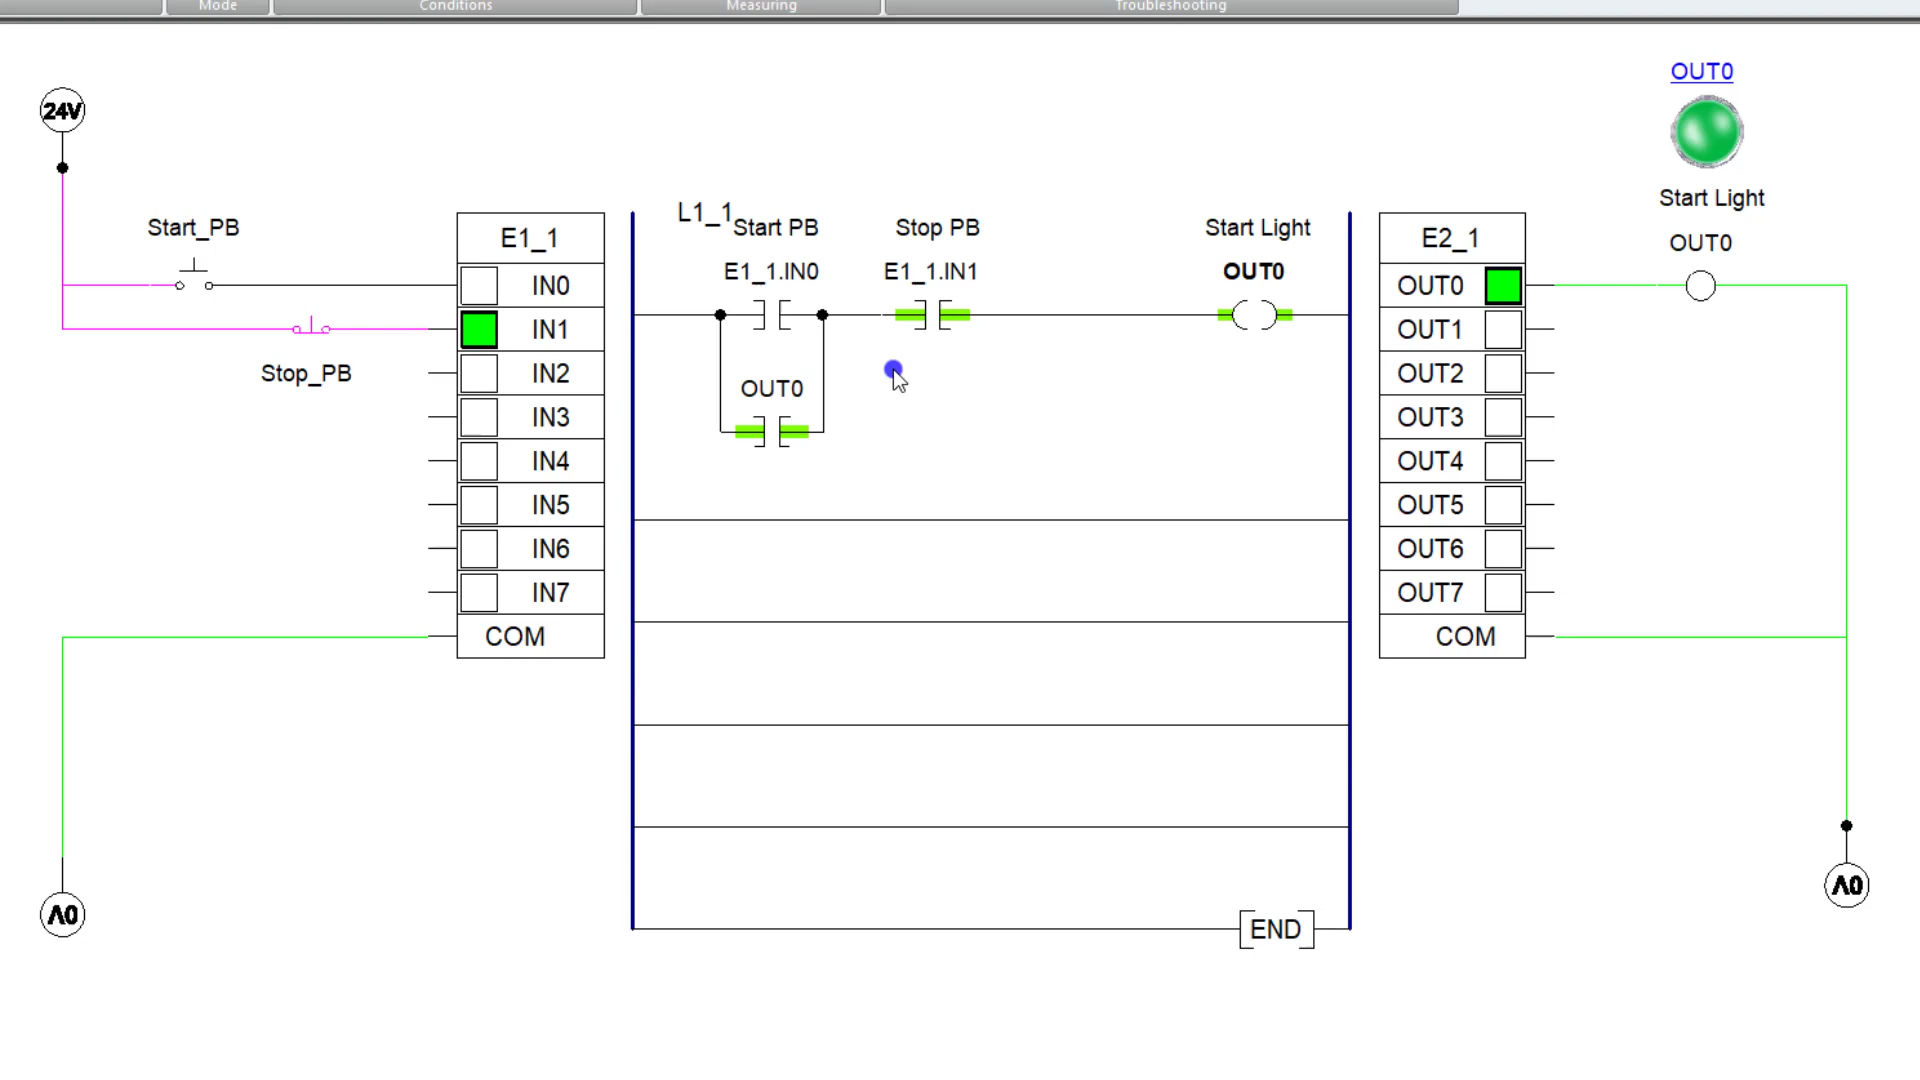 Mode
Conditions
Measuring
Troubleshooting
OUT0
24V
Start Light
OUT0
Start_PB
L1_1
Start PB
Stop PB
Start Light
E1_1
E1_1.IN0
E1_1.IN1
OUT0
E2_1
IN0
IN1
IN2
IN3
IN4
IN5
IN6
IN7
COM
Stop_PB
OUT0
OUT0
OUT1
OUT2
OUT3
OUT4
OUT5
OUT6
OUT7
COM
0V
END
0V